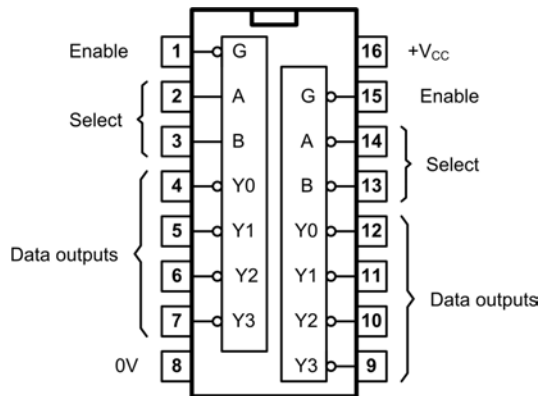 Enable 1 G 16 +VCC
2 A G 15 Enable
Select
3 B A 14
Select
4 Y0 B 13
5 Y1 Y0 12
Data outputs
6 Y2 Y1 11
Data outputs
7 Y3 Y2 10
0V 8 Y3 9